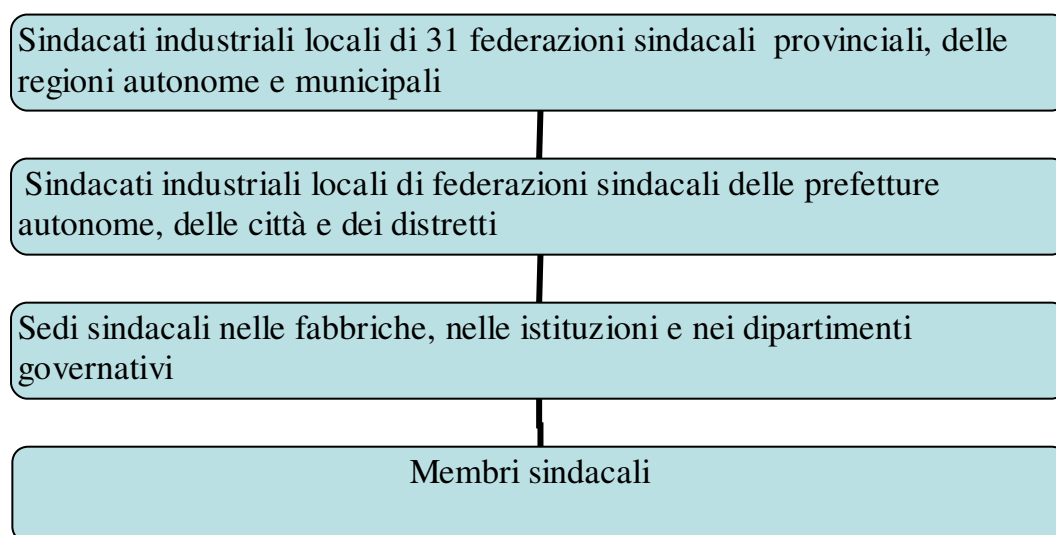 Sindacati industriali locali di 31 federazioni sindacali provinciali, delle
regioni autonome e municipali
Sindacati industriali locali di federazioni sindacali delle prefetture
autonome, delle città e dei distretti
Sedi sindacali nelle fabbriche, nelle istituzioni e nei dipartimenti
governativi
Membri sindacali